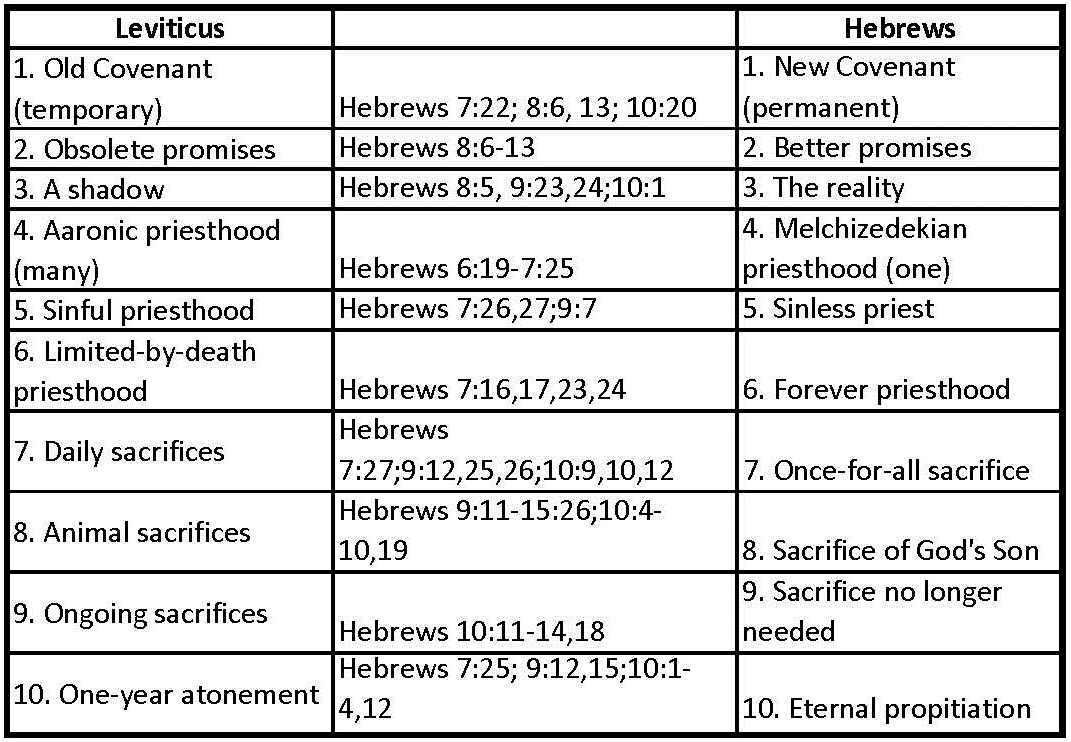 Leviticus
Hebrews
1. Old Covenant
(temporary)
Hebrews 7:22; 8:6, 13; 10:20
1. New Covenant
(permanent)
2. Obsolete promises
Hebrews 8:6-13
2. Better promises
3. A shadow
Hebrews 8:5, 9:23,24;10:1
3. The reality
4. Aaronic priesthood
(many)
Hebrews 6:19-7:25
4. Melchizedekian
priesthood (one)
5. Sinful priesthood
Hebrews 7:26,27;9:7
5. Sinless priest
6. Limited-by-death
priesthood
Hebrews 7:16,17,23,24
6. Forever priesthood
7. Daily sacrifices
Hebrews
7:27;9:12,25,26;10:9,10,12
7. Once-for-all sacrifice
8. Animal sacrifices
Hebrews 9:11-15:26;10:4-
10,19
8. Sacrifice of God's Son
9. Ongoing sacrifices
Hebrews 10:11-14,18
9. Sacrifice no longer
needed
10. One-year atonement
Hebrews 7:25; 9:12,15;10:1-
4,12
10. Eternal propitiation